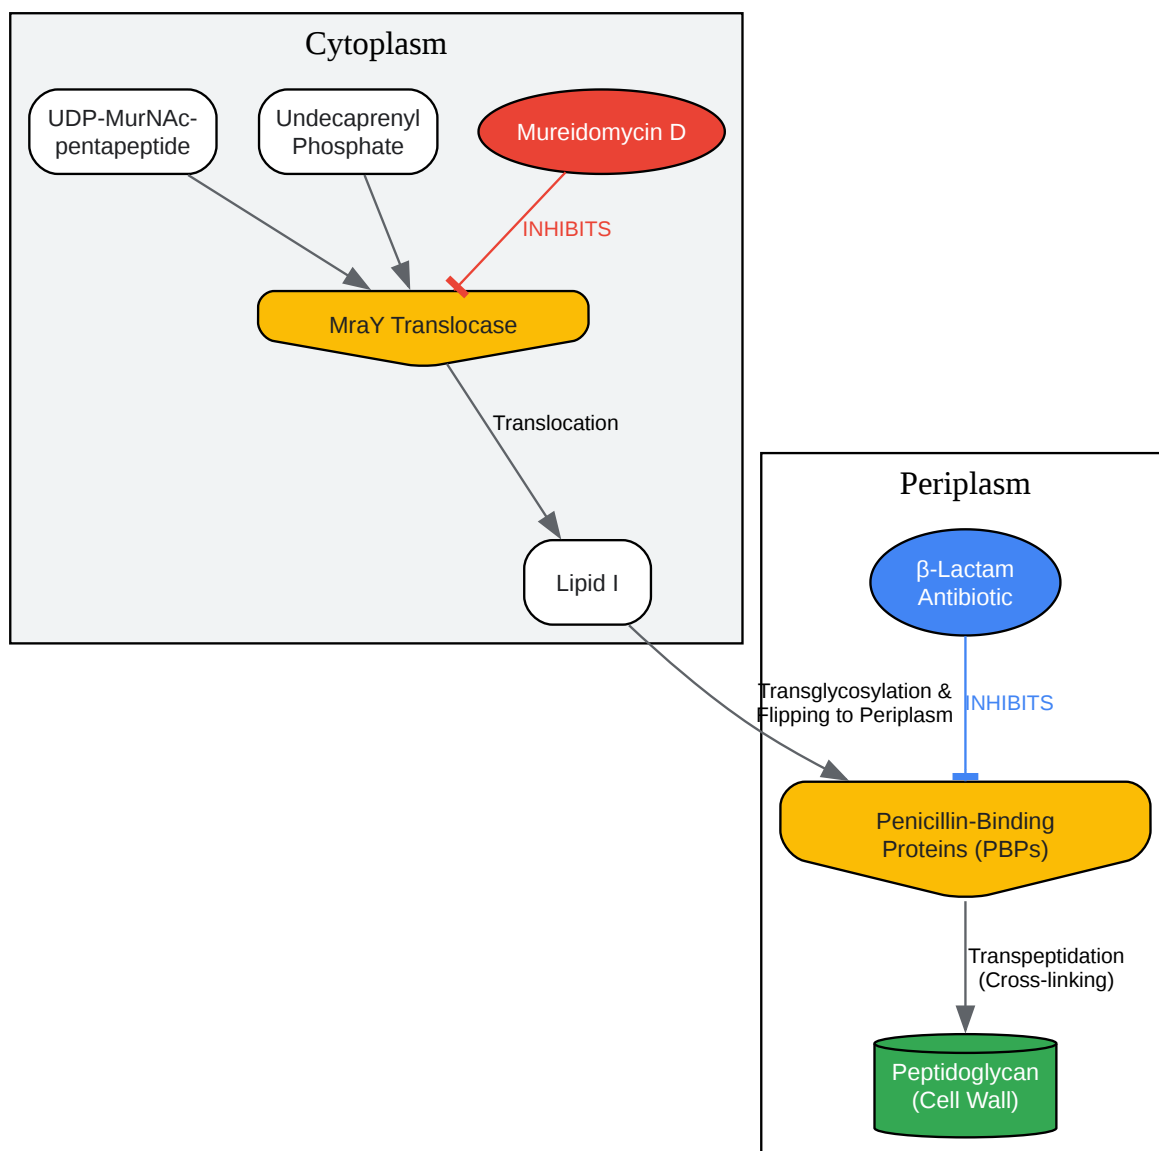 Cytoplasm
UDP-MurNAc-
pentapeptide
Undecaprenyl
Phosphate
Mureidomycin D
INHIBITS
MraY Translocase
Translocation
Lipid I
Periplasm
β-Lactam
Antibiotic
Transglycosylation &
Flipping to Periplasm
INHIBITS
Penicillin-Binding
Proteins (PBPs)
Transpeptidation
(Cross-linking)
Peptidoglycan
(Cell Wall)